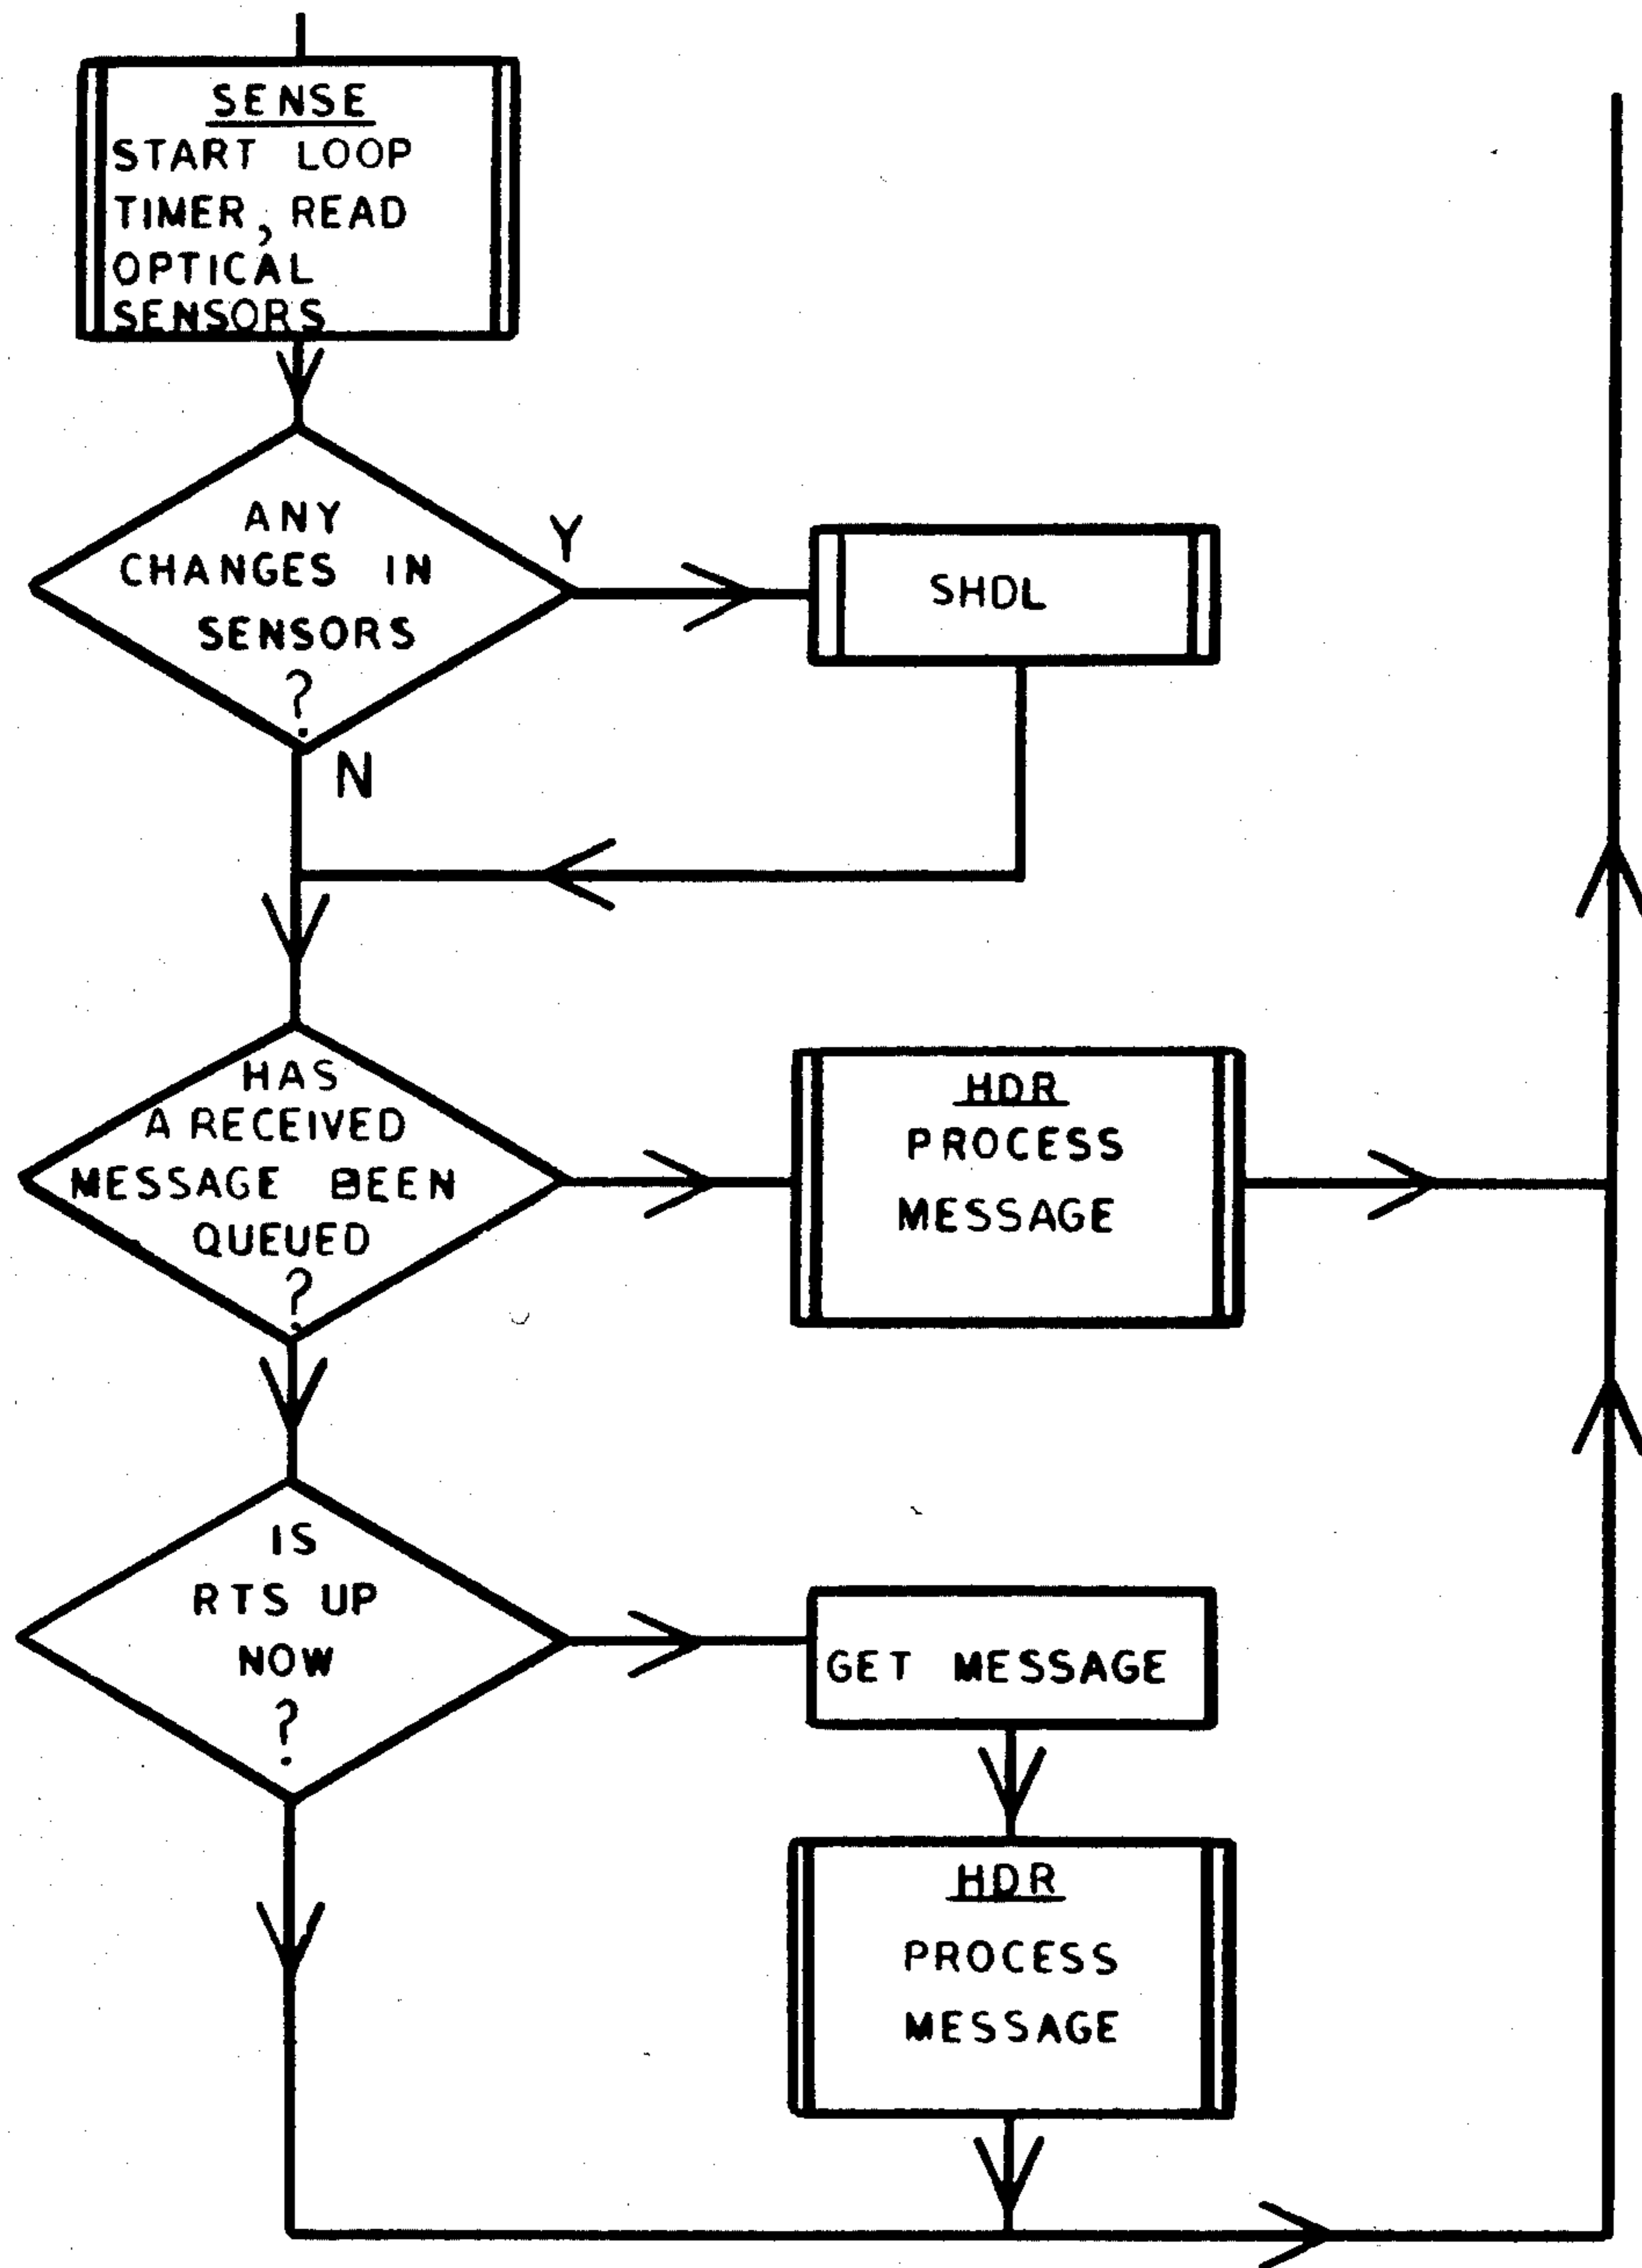 SENSE
START LOOP
TIMER, READ
OPTICAL
SENSORS
ANY
CHANGES IN
SENSORS
?
Y
N
SHDL
HAS
A RECEIVED
MESSAGE BEEN
QUEUED
?
HDR
PROCESS
MESSAGE
IS
RTS UP
NOW
?
GET MESSAGE
HDR
PROCESS
MESSAGE